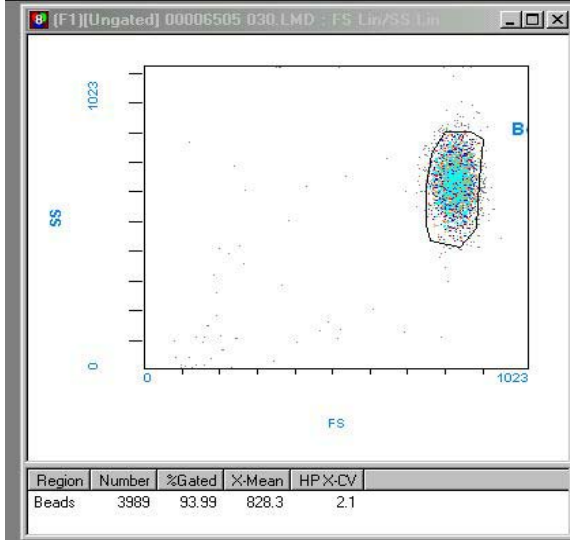 [F1][Ungated] 00006505 030.LMD : FS Lin/SS Lin
1023
B
SS
0
0
1023
FS
Region Number %Gated X-Mean HP X-CV
Beads 3989 93.99 828.3 2.1